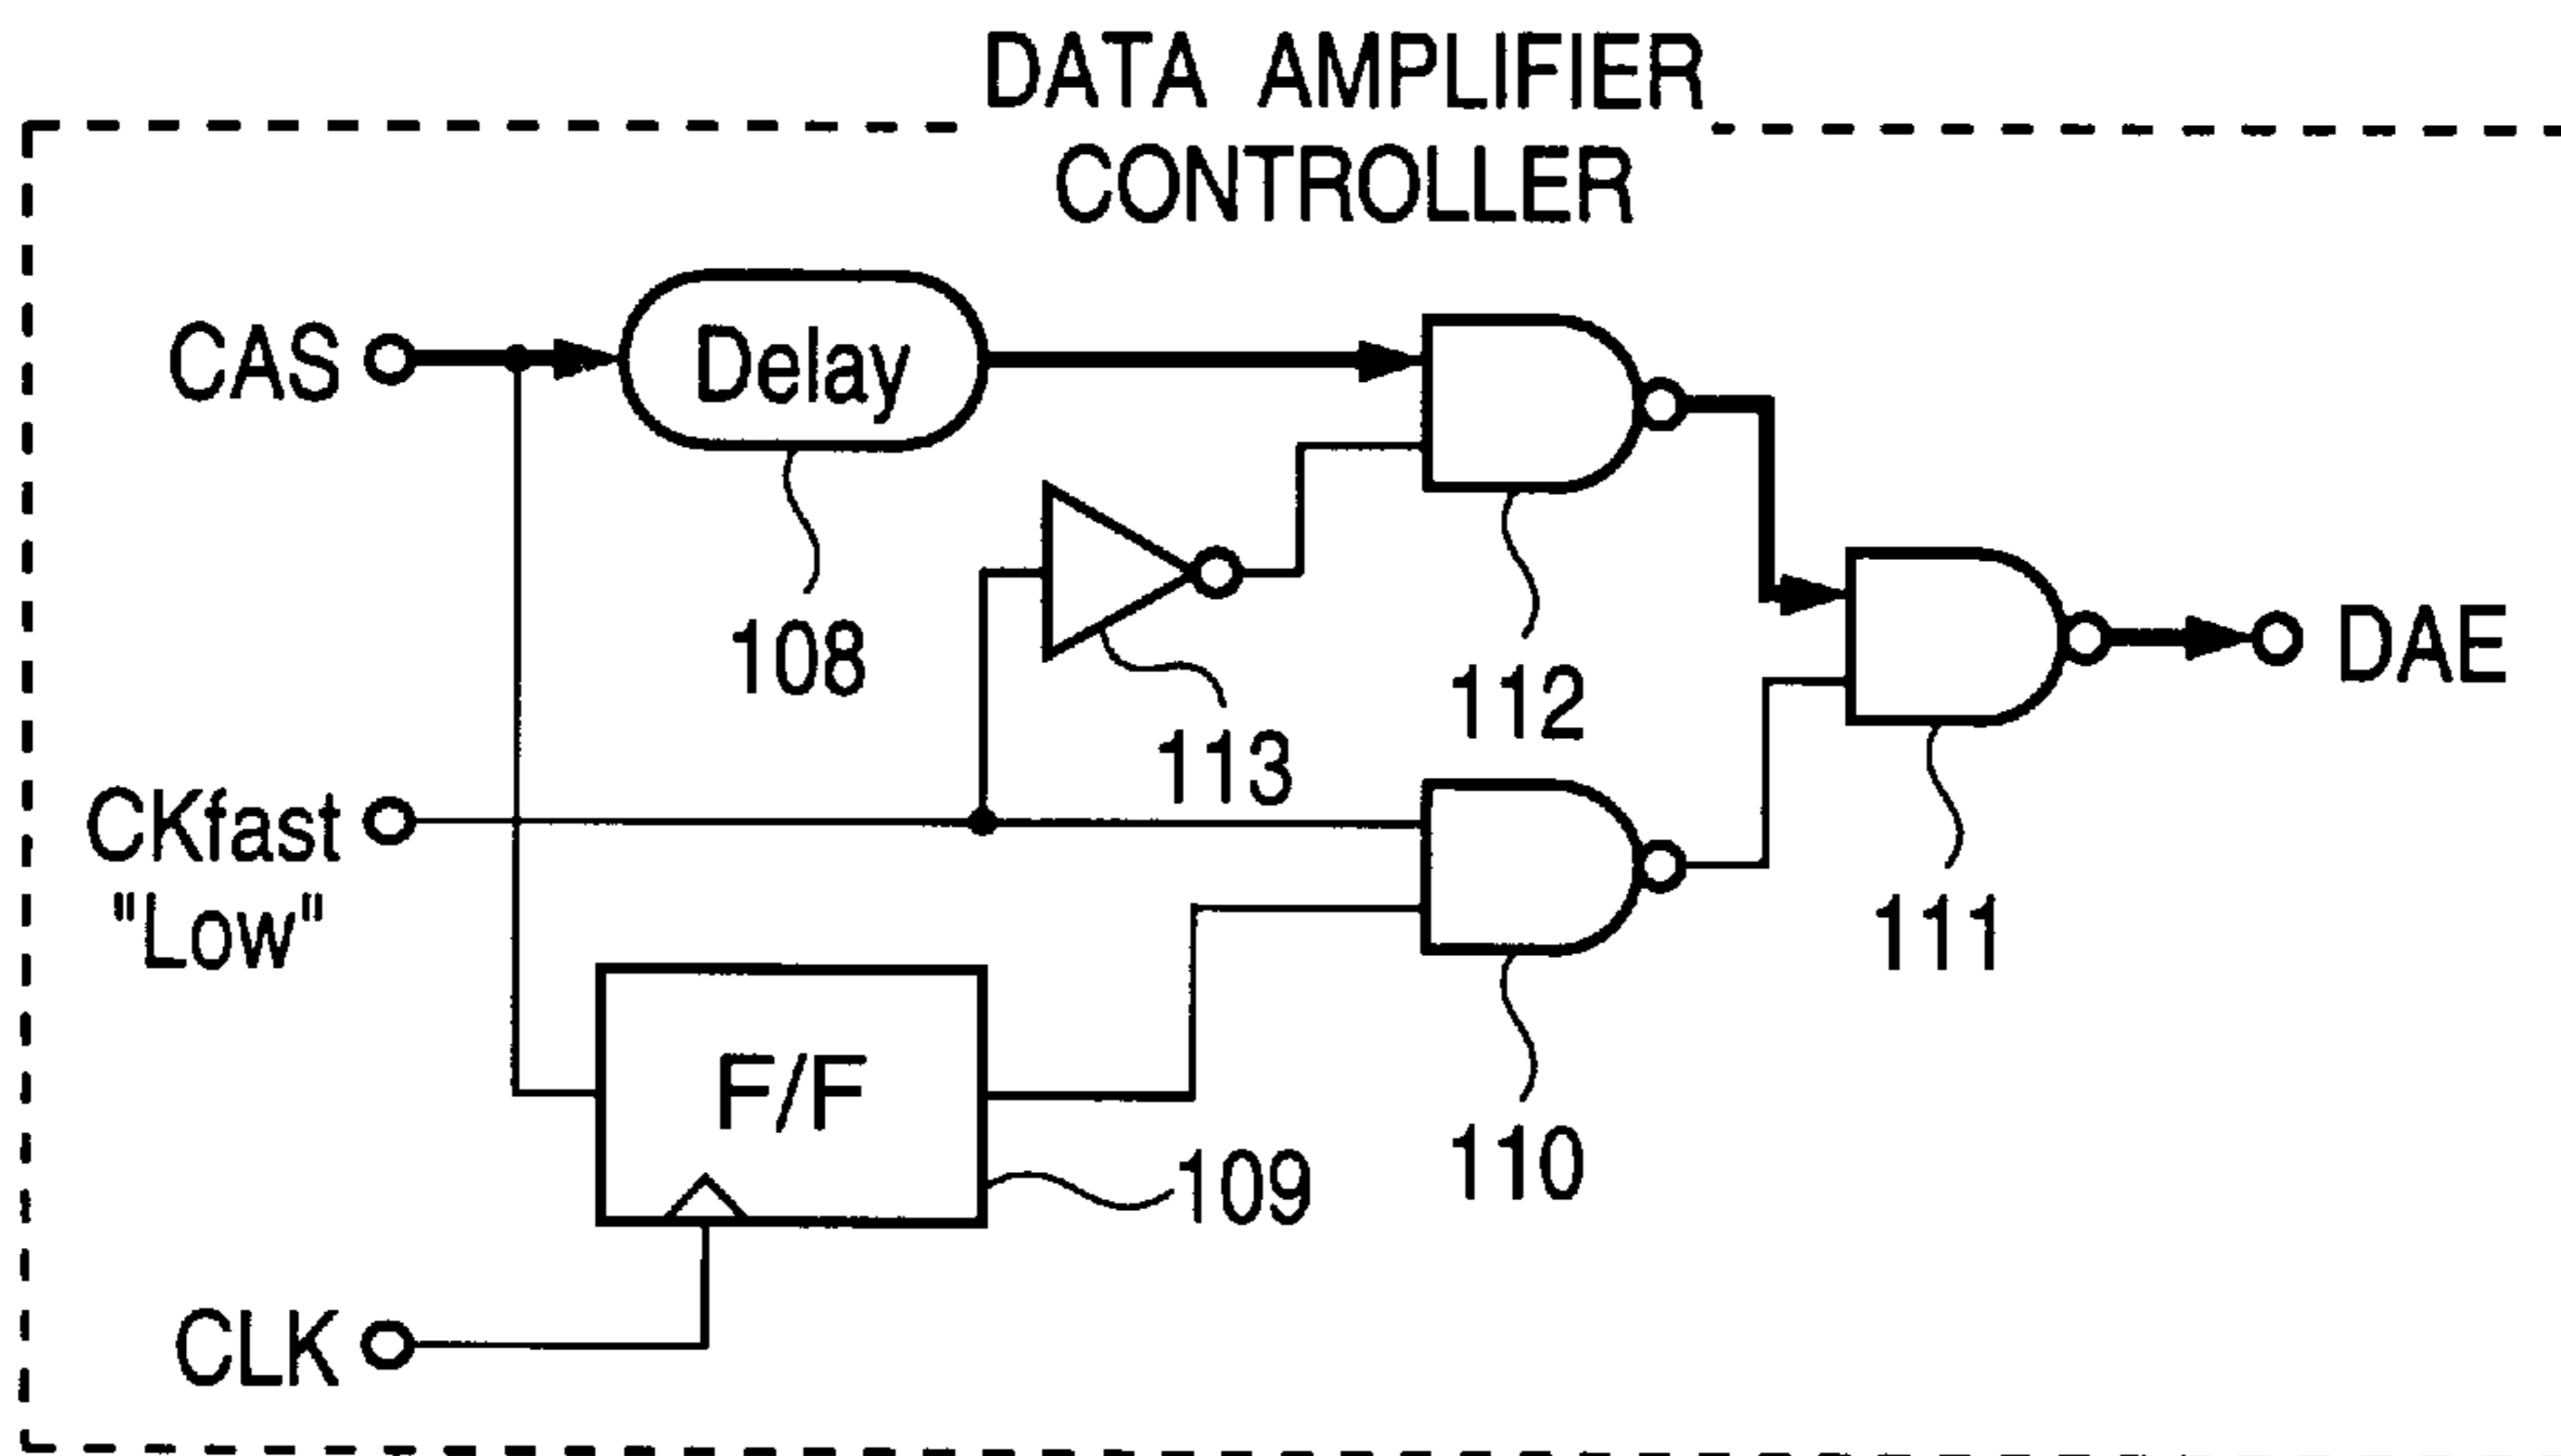 DATA AMPLIFIER
CONTROLLER
CAS
Delay
108
113
112
DAE
CKfast
"Low"
111
F/F
109
110
CLK